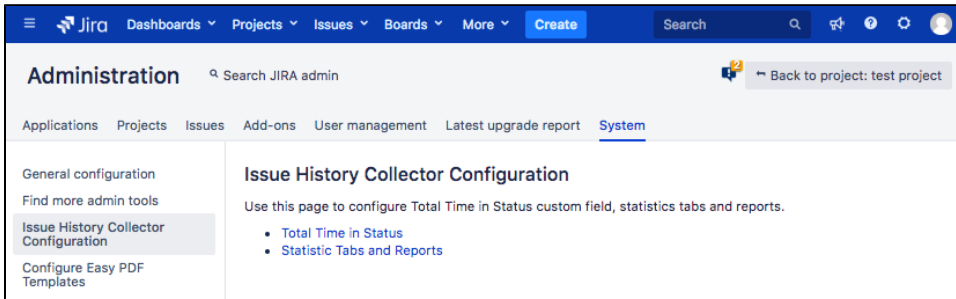 Jira Dashboards Projects Issues Boards More Create Search
Administration Search JIRA admin 2 Back to project: test project
Applications Projects Issues Add-ons User management Latest upgrade report System
General configuration
Find more admin tools
Issue History Collector
Configuration
Configure Easy PDF
Templates
Issue History Collector Configuration
Use this page to configure Total Time in Status custom field, statistics tabs and reports.
• Total Time in Status
• Statistic Tabs and Reports